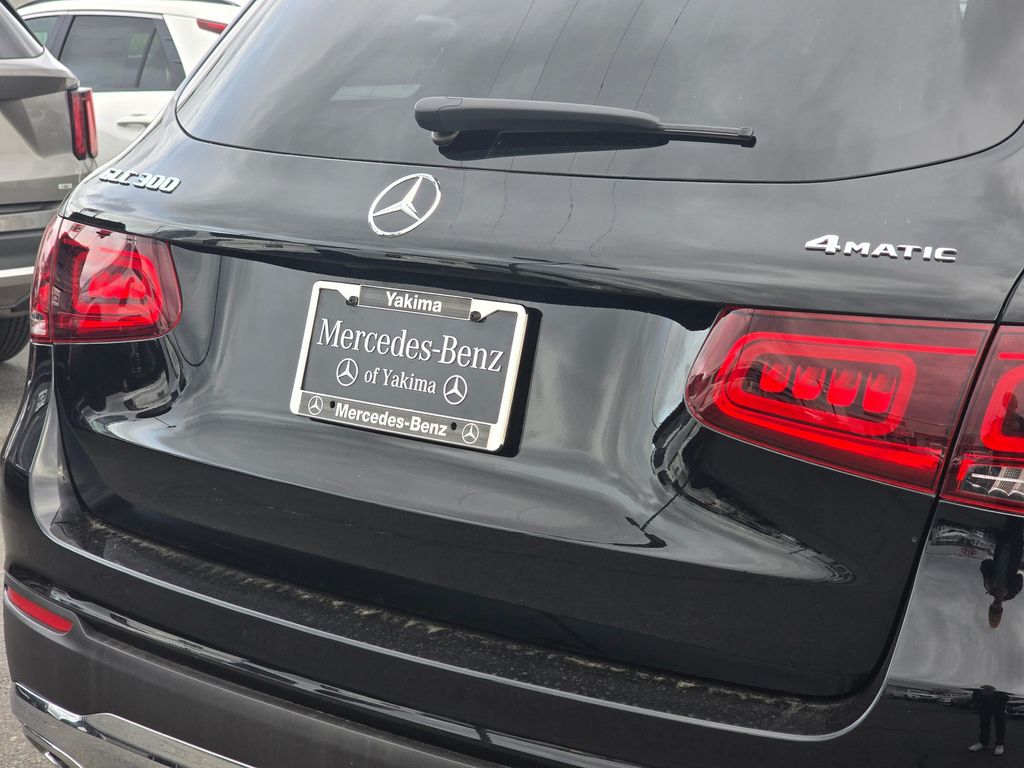 GLC 300
4MATIC
Yakima
Mercedes-Benz
of Yakima
Mercedes-Benz